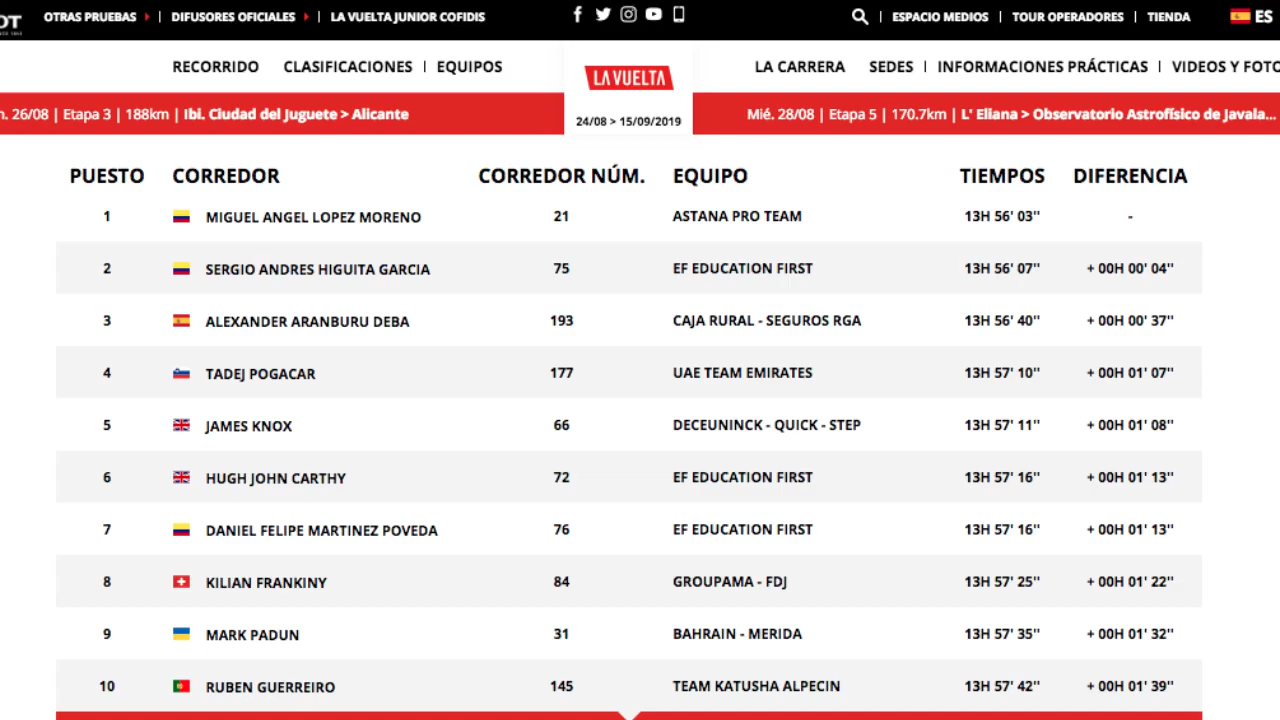 OT OTRAS PRUEBAS | DIFUSORES OFICIALES | LA VUELTA JUNIOR COFIDIS | ESPACIO MEDIOS | TOUR OPERADORES | TIENDA ES
RECORRIDO CLASIFICACIONES | EQUIPOS LA VUELTA LA CARRERA SEDES | INFORMACIONES PRÁCTICAS | VIDEOS Y FOTO
n. 26/08 | Etapa 3 | 188km | Ibl. Ciudad del Juguete > Alicante 24/08 > 15/09/2019 Mié. 28/08 | Etapa 5 | 170.7km | L' Eliana > Observatorio Astrofísico de Javala...
PUESTO CORREDOR CORREDOR NÚM. EQUIPO TIEMPOS DIFERENCIA
1 MIGUEL ANGEL LOPEZ MORENO 21 ASTANA PRO TEAM 13H 56' 03'' -
2 SERGIO ANDRES HIGUITA GARCIA 75 EF EDUCATION FIRST 13H 56' 07'' + 00H 00' 04''
3 ALEXANDER ARANBURU DEBA 193 CAJA RURAL - SEGUROS RGA 13H 56' 40'' + 00H 00' 37''
4 TADEJ POGACAR 177 UAE TEAM EMIRATES 13H 57' 10'' + 00H 01' 07''
5 JAMES KNOX 66 DECEUNINCK - QUICK - STEP 13H 57' 11'' + 00H 01' 08''
6 HUGH JOHN CARTHY 72 EF EDUCATION FIRST 13H 57' 16'' + 00H 01' 13''
7 DANIEL FELIPE MARTINEZ POVEDA 76 EF EDUCATION FIRST 13H 57' 16'' + 00H 01' 13''
8 KILIAN FRANKINY 84 GROUPAMA - FDJ 13H 57' 25'' + 00H 01' 22''
9 MARK PADUN 31 BAHRAIN - MERIDA 13H 57' 35'' + 00H 01' 32''
10 RUBEN GUERREIRO 145 TEAM KATUSHA ALPECIN 13H 57' 42'' + 00H 01' 39''